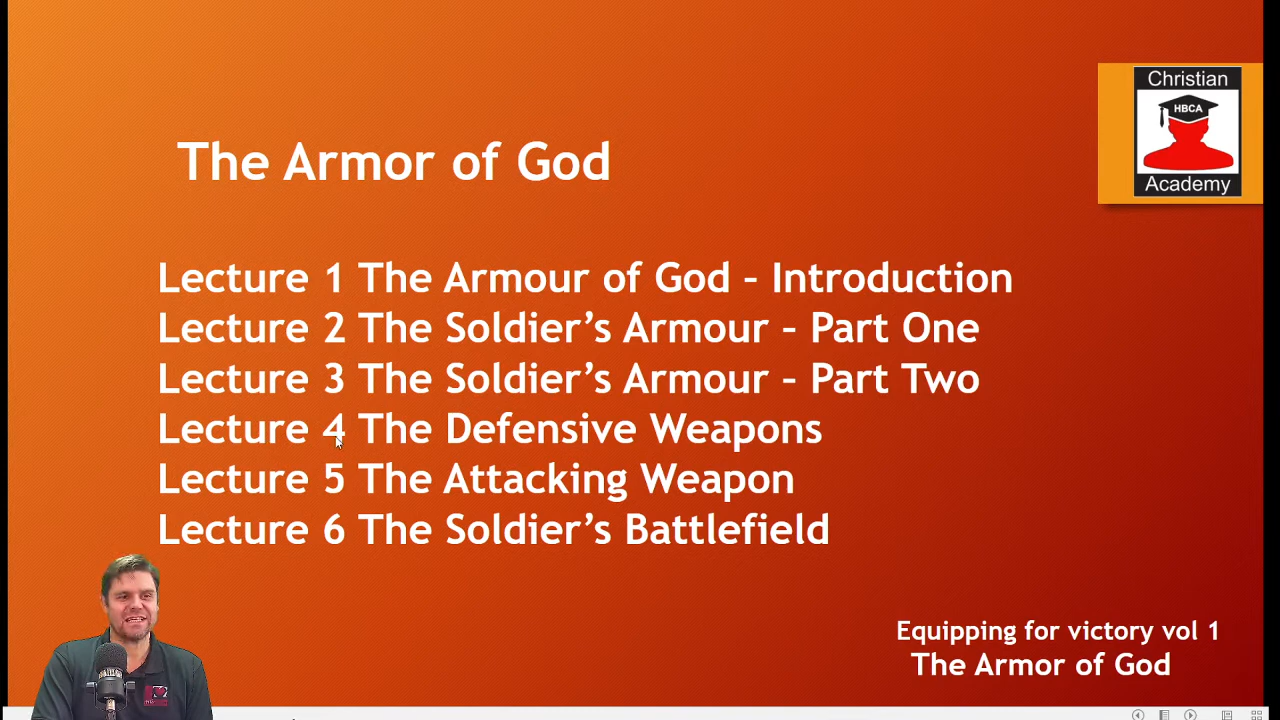 Christian
HBCA
Academy
The Armor of God
Lecture 1 The Armour of God – Introduction
Lecture 2 The Soldier’s Armour – Part One
Lecture 3 The Soldier’s Armour – Part Two
Lecture 4 The Defensive Weapons
Lecture 5 The Attacking Weapon
Lecture 6 The Soldier’s Battlefield
Equipping for victory vol 1
The Armor of God